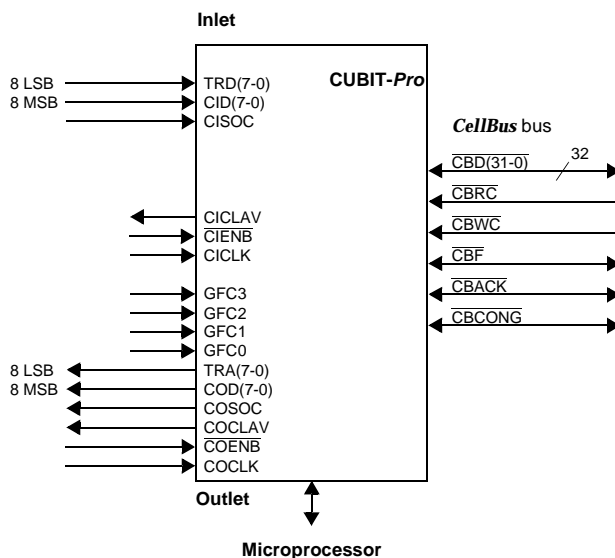 Inlet
8 LSB TRD(7-0) CUBIT-Pro
8 MSB CID(7-0)
CISOC
CellBus bus
CBD(31-0) 32
CBRC
CICLAV
CBWC
CIENB
CICLK
CBF
GFC3
CBACK
GFC2
GFC1
CBCONG
GFC0
8 LSB TRA(7-0)
8 MSB COD(7-0)
COSOC
COCLAV
COENB
COCLK
Outlet
Microprocessor